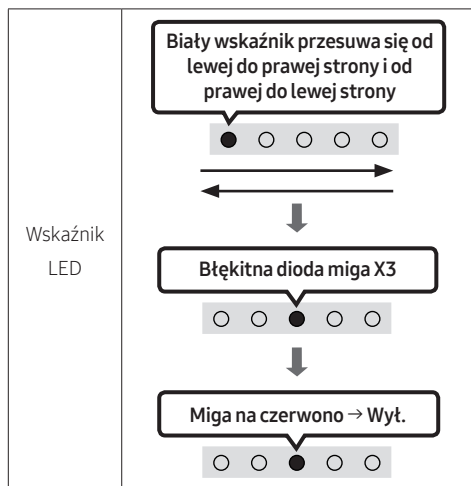 Biały wskaźnik przesuwa się od
lewej do prawej strony i od
prawej do lewej strony
Wskaźnik
LED
Błękitna dioda miga X3
Miga na czerwono → Wył.